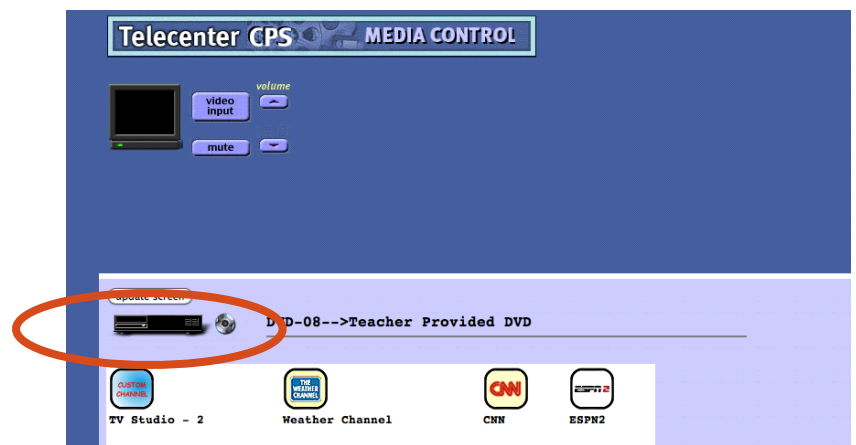 Telecenter CPS MEDIA CONTROL
volume
video
input
mute
update screen
DVD-08-->Teacher Provided DVD
CUSTOM
CHANNEL
THE
WEATHER
CHANNEL
CNN
ESPN2
TV Studio - 2 Weather Channel CNN ESPN2